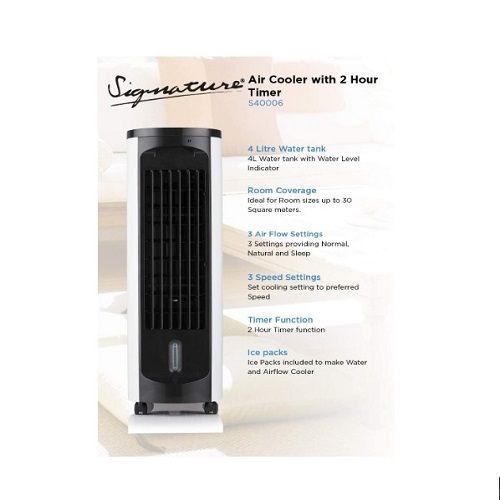 Signature® Air Cooler with 2 Hour
Timer
S40006
4 Litre Water tank
4L Water tank with Water Level
Indicator
Room Coverage
Ideal for Room sizes up to 30
Square meters.
3 Air Flow Settings
3 Settings providing Normal,
Natural and Sleep
3 Speed Settings
Set cooling setting to preferred
Speed
Timer Function
2 Hour Timer function
Ice packs
Ice Packs included to make Water
and Airflow Cooler